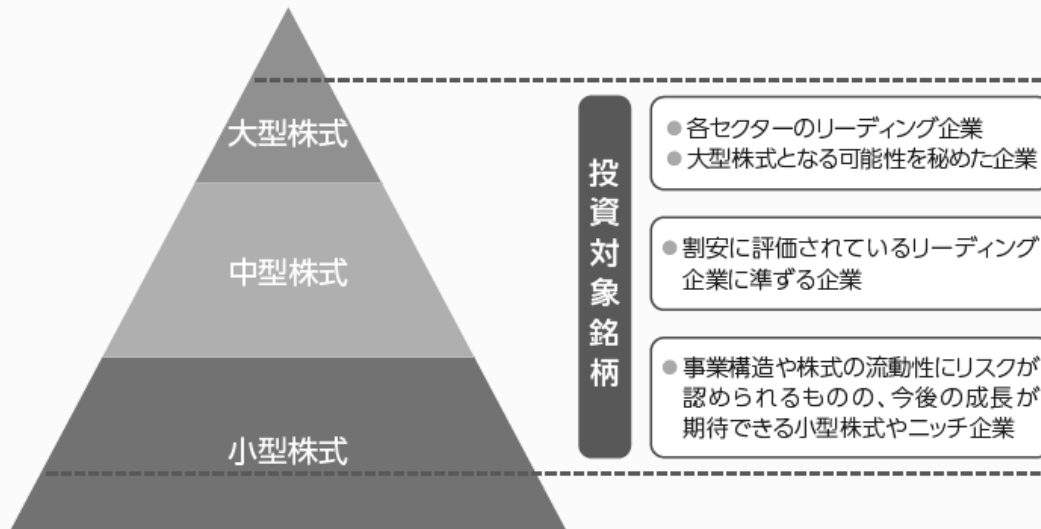 大型株式
中型株式
小型株式
投資対象銘柄
●各セクターのリーディング企業
●大型株式となる可能性を秘めた企業
●割安に評価されているリーディング
企業に準ずる企業
●事業構造や株式の流動性にリスクが
認められるものの、今後の成長が
期待できる小型株式やニッチ企業